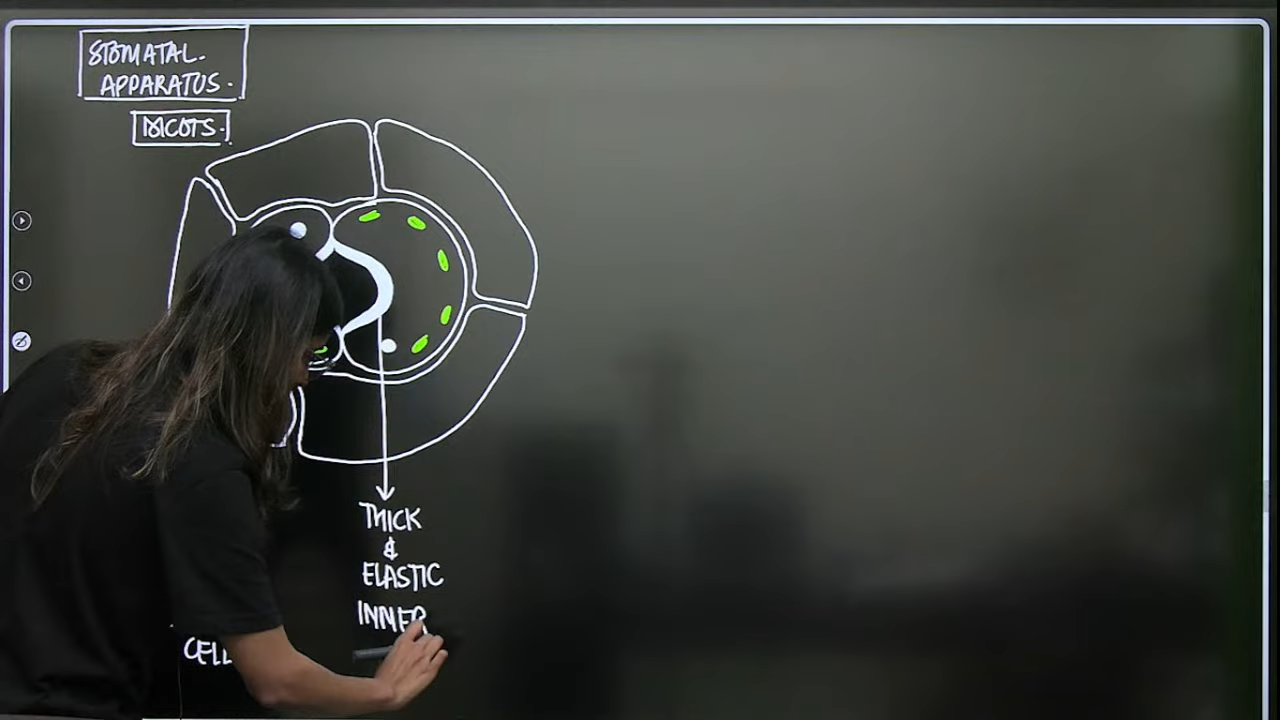 STOMATAL.
APPARATUS.
DICOTS.
THICK
&
ELASTIC
INNER
CELL